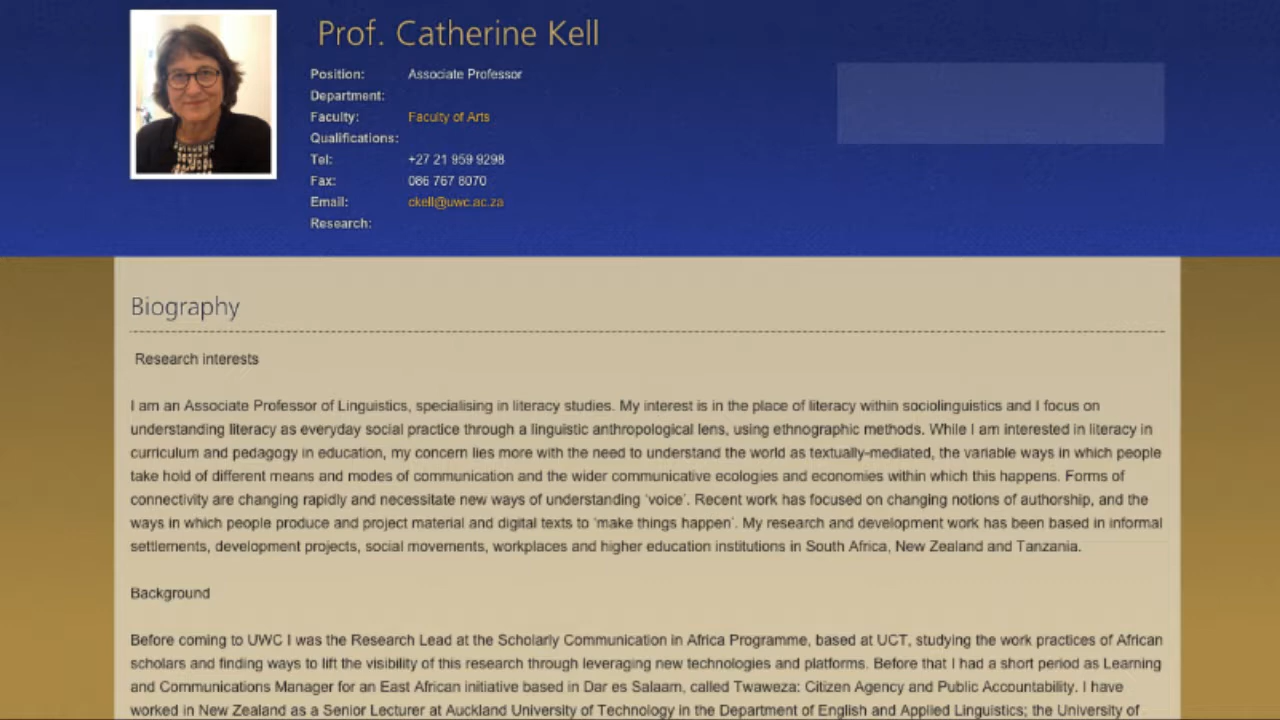 Prof. Catherine Kell
Position: Associate Professor
Department:
Faculty: Faculty of Arts
Qualifications:
Tel: +27 21 959 9298
Fax: 086 767 6070
Email: ckell@uwc.ac.za
Research:
Biography
Research interests
I am an Associate Professor of Linguistics, specialising in literacy studies. My interest is in the place of literacy within sociolinguistics and I focus on
understanding literacy as everyday social practice through a linguistic anthropological lens, using ethnographic methods. While I am interested in literacy in
curriculum and pedagogy in education, my concern lies more with the need to understand the world as textually-mediated, the variable ways in which people
take hold of different means and modes of communication and the wider communicative ecologies and economies within which this happens. Forms of
connectivity are changing rapidly and necessitate new ways of understanding 'voice'. Recent work has focused on changing notions of authorship, and the
ways in which people produce and project material and digital texts to 'make things happen'. My research and development work has been based in informal
settlements, development projects, social movements, workplaces and higher education institutions in South Africa, New Zealand and Tanzania.
Background
Before coming to UWC I was the Research Lead at the Scholarly Communication in Africa Programme, based at UCT, studying the work practices of African
scholars and finding ways to lift the visibility of this research through leveraging new technologies and platforms. Before that I had a short period as Learning
and Communications Manager for an East African initiative based in Dar es Salaam, called Twaweza: Citizen Agency and Public Accountability. I have
worked in New Zealand as a Senior Lecturer at Auckland University of Technology in the Department of English and Applied Linguistics; the University of